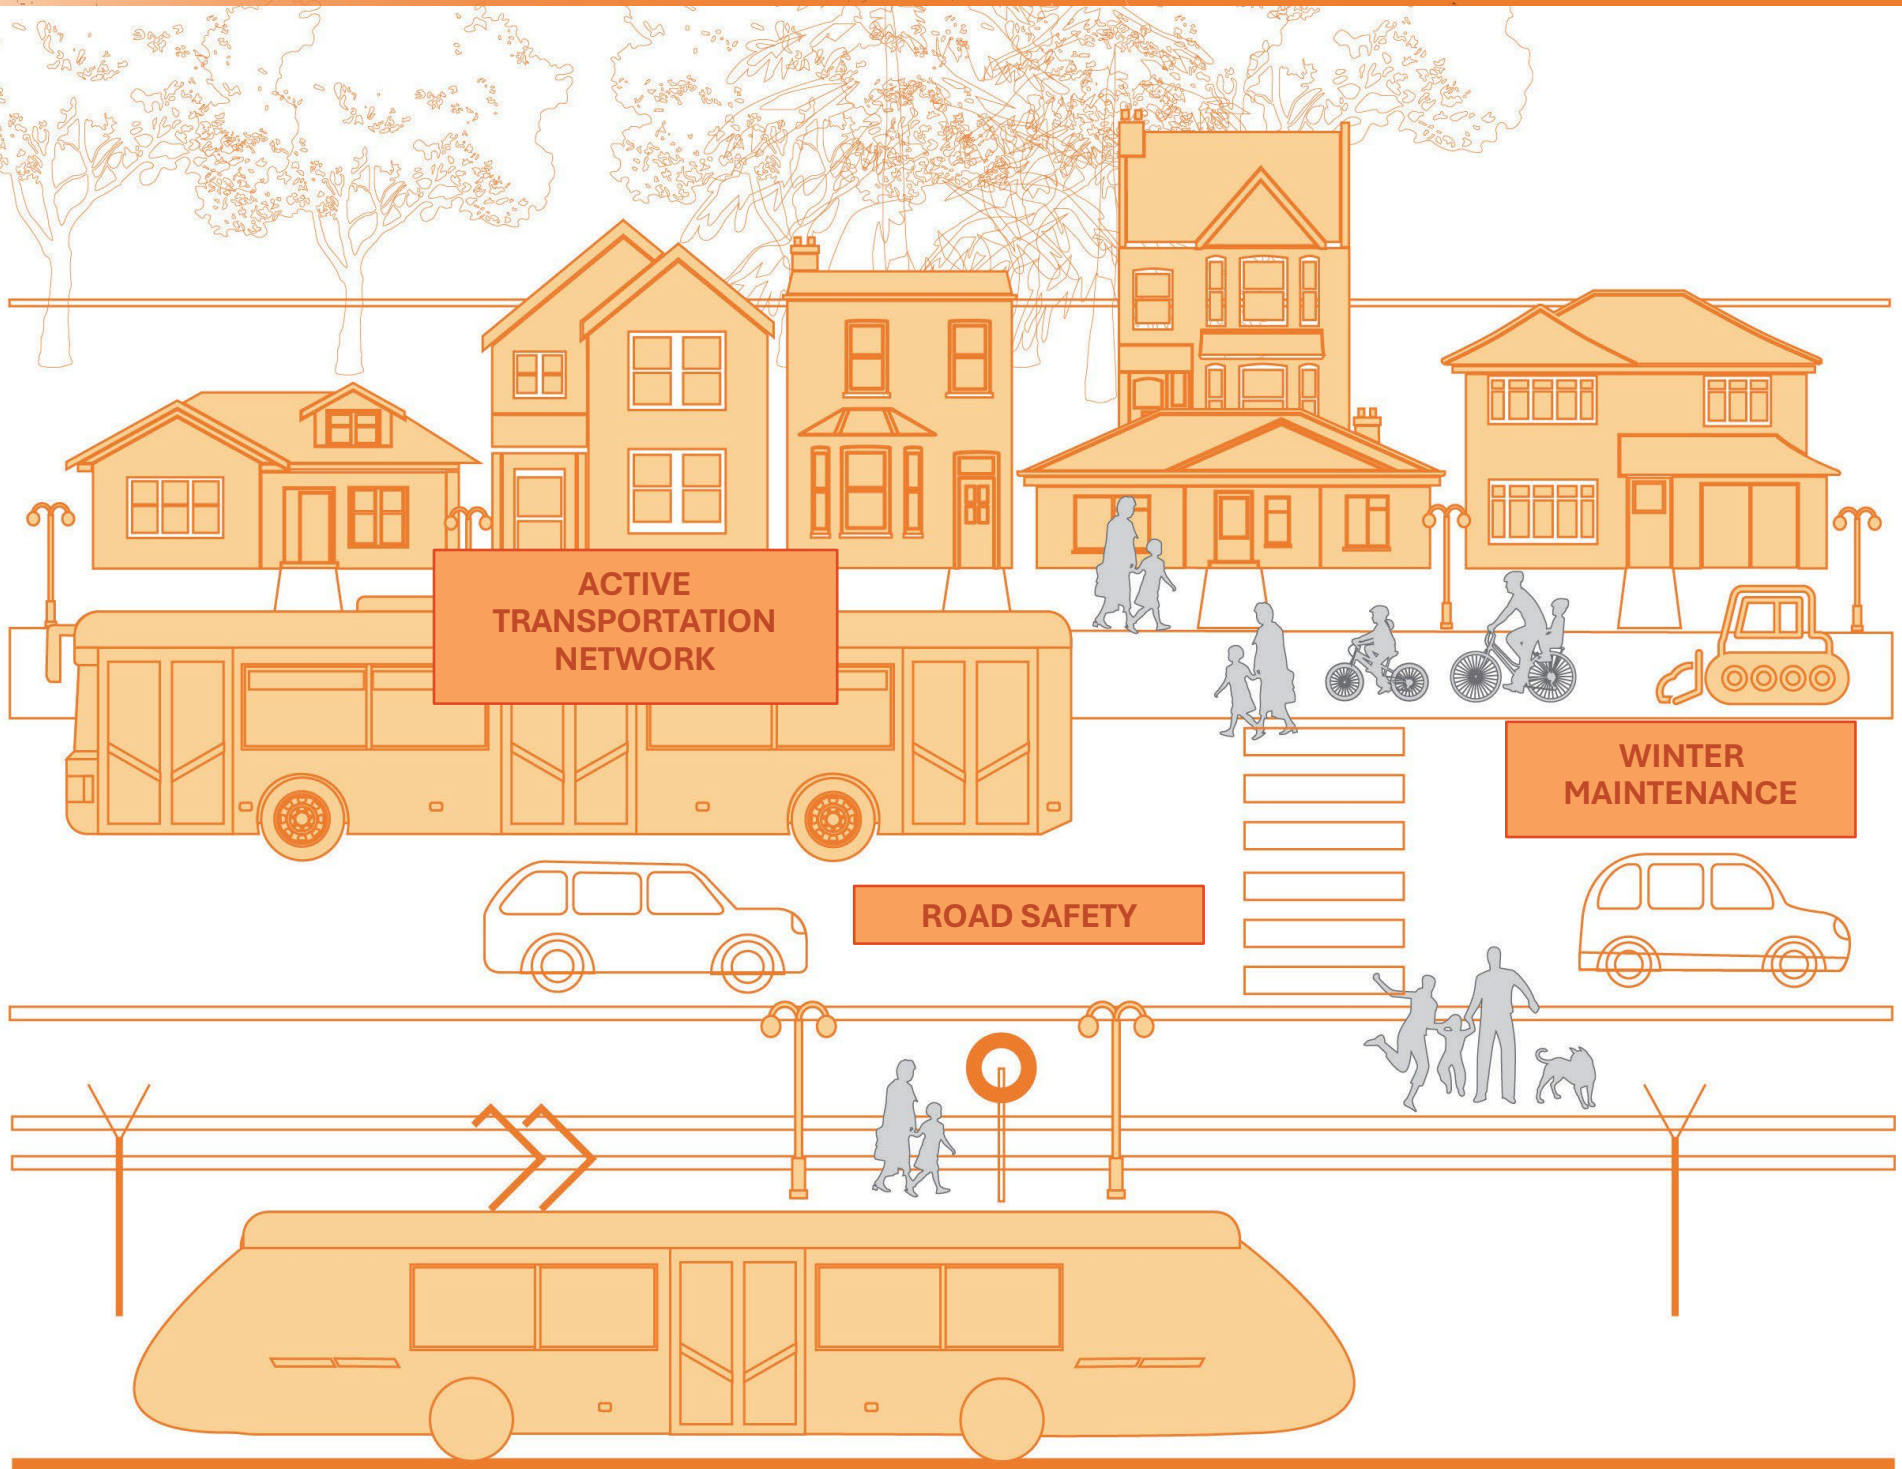 ACTIVE
TRANSPORTATION
NETWORK
WINTER
MAINTENANCE
ROAD SAFETY